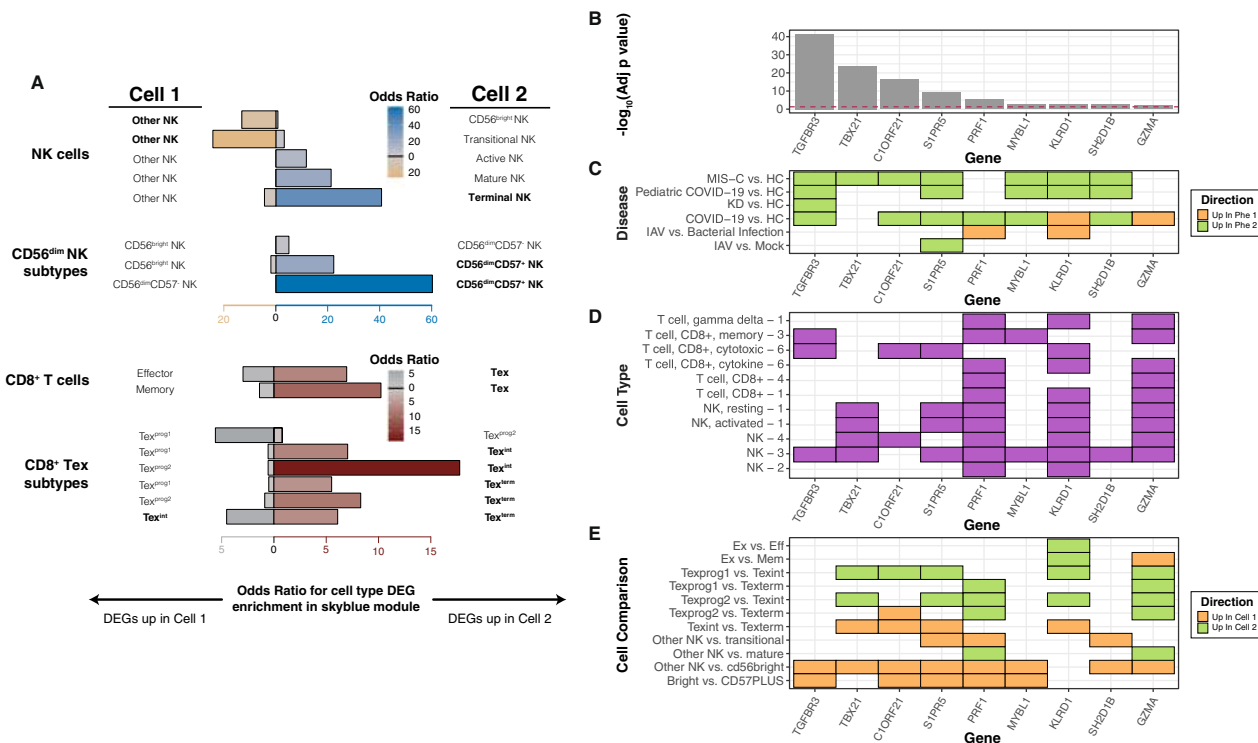 A
Cell 1
Odds Ratio
Cell 2
60
40
20
0
20
NK cells
Other NK
CD56bright NK
Other NK
Transitional NK
Other NK
Active NK
Other NK
Mature NK
Other NK
Terminal NK
CD56dim NK
subtypes
CD56bright NK
CD56dimCD57- NK
CD56bright NK
CD56dimCD57+ NK
CD56dimCD57- NK
CD56dimCD57+ NK
20
0
20
40
60
Odds Ratio
5
0
5
10
15
CD8+ T cells
Effector
Tex
Memory
Tex
CD8+ Tex
subtypes
Texprog1
Texprog2
Texprog1
Texint
Texprog2
Texint
Texprog1
Texterm
Texprog2
Texterm
Texint
Texterm
5
0
5
10
15
Odds Ratio for cell type DEG
enrichment in skyblue module
DEGs up in Cell 1
DEGs up in Cell 2
B
-log10(Adj p value)
40
30
20
10
0
TGFBR3
TBX21
C1ORF21
S1PR5
PRF1
MYBL1
KLRD1
SH2D1B
GZMA
Gene
C
Disease
MIS-C vs. HC
Pediatric COVID-19 vs. HC
KD vs. HC
COVID-19 vs. HC
IAV vs. Bacterial Infection
IAV vs. Mock
TGFBR3
TBX21
C1ORF21
S1PR5
PRF1
MYBL1
KLRD1
SH2D1B
GZMA
Gene
Direction
Up In Phe 1
Up In Phe 2
D
Cell Type
T cell, gamma delta - 1
T cell, CD8+, memory - 3
T cell, CD8+, cytotoxic - 6
T cell, CD8+, cytokine - 6
T cell, CD8+ - 4
T cell, CD8+ - 1
NK, resting - 1
NK, activated - 1
NK - 4
NK - 3
NK - 2
TGFBR3
TBX21
C1ORF21
S1PR5
PRF1
MYBL1
KLRD1
SH2D1B
GZMA
Gene
E
Cell Comparison
Ex vs. Eff
Ex vs. Mem
Texprog1 vs. Texint
Texprog1 vs. Texterm
Texprog2 vs. Texint
Texprog2 vs. Texterm
Texint vs. Texterm
Other NK vs. transitional
Other NK vs. mature
Other NK vs. cd56bright
Bright vs. CD57PLUS
TGFBR3
TBX21
C1ORF21
S1PR5
PRF1
MYBL1
KLRD1
SH2D1B
GZMA
Gene
Direction
Up In Cell 1
Up In Cell 2